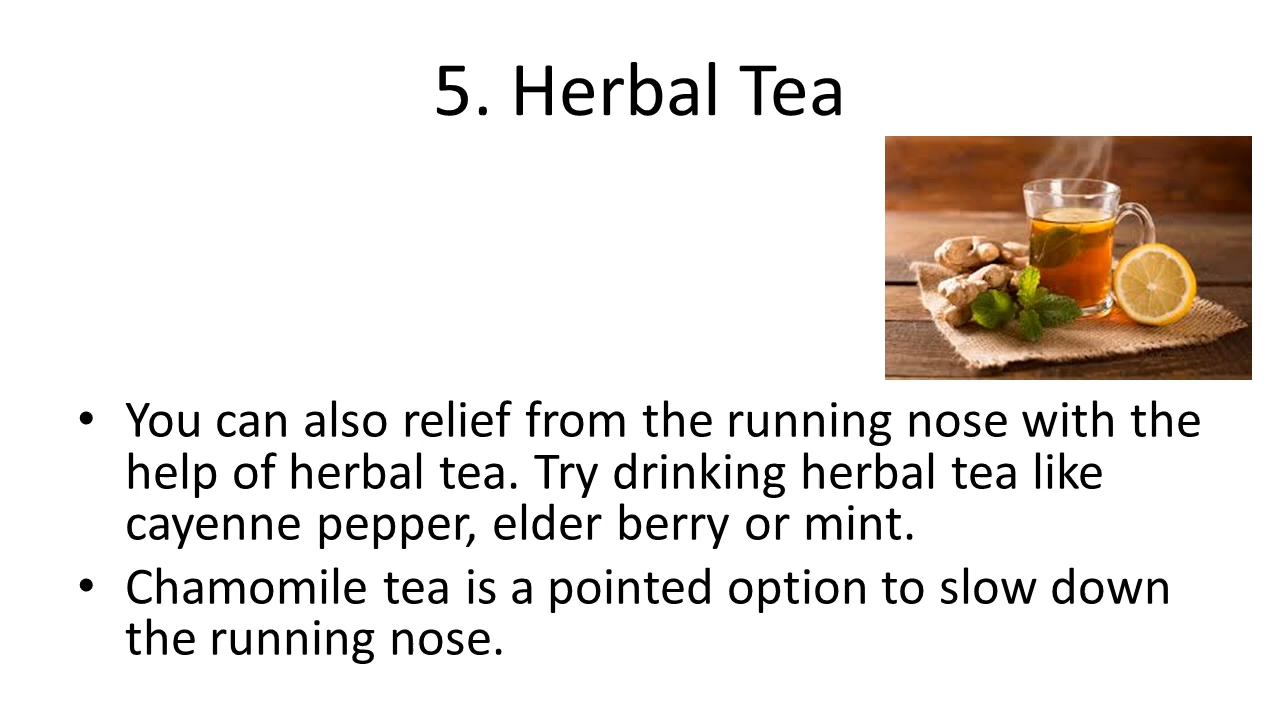 5. Herbal Tea
• You can also relief from the running nose with the
help of herbal tea. Try drinking herbal tea like
cayenne pepper, elder berry or mint.
• Chamomile tea is a pointed option to slow down
the running nose.